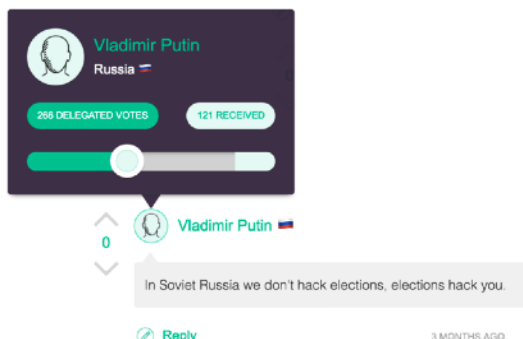 Vladimir Putin
Russia
266 DELEGATED VOTES
121 RECEIVED
Vladimir Putin
0
In Soviet Russia we don't hack elections, elections hack you.
Reply
3 MONTHS AGO